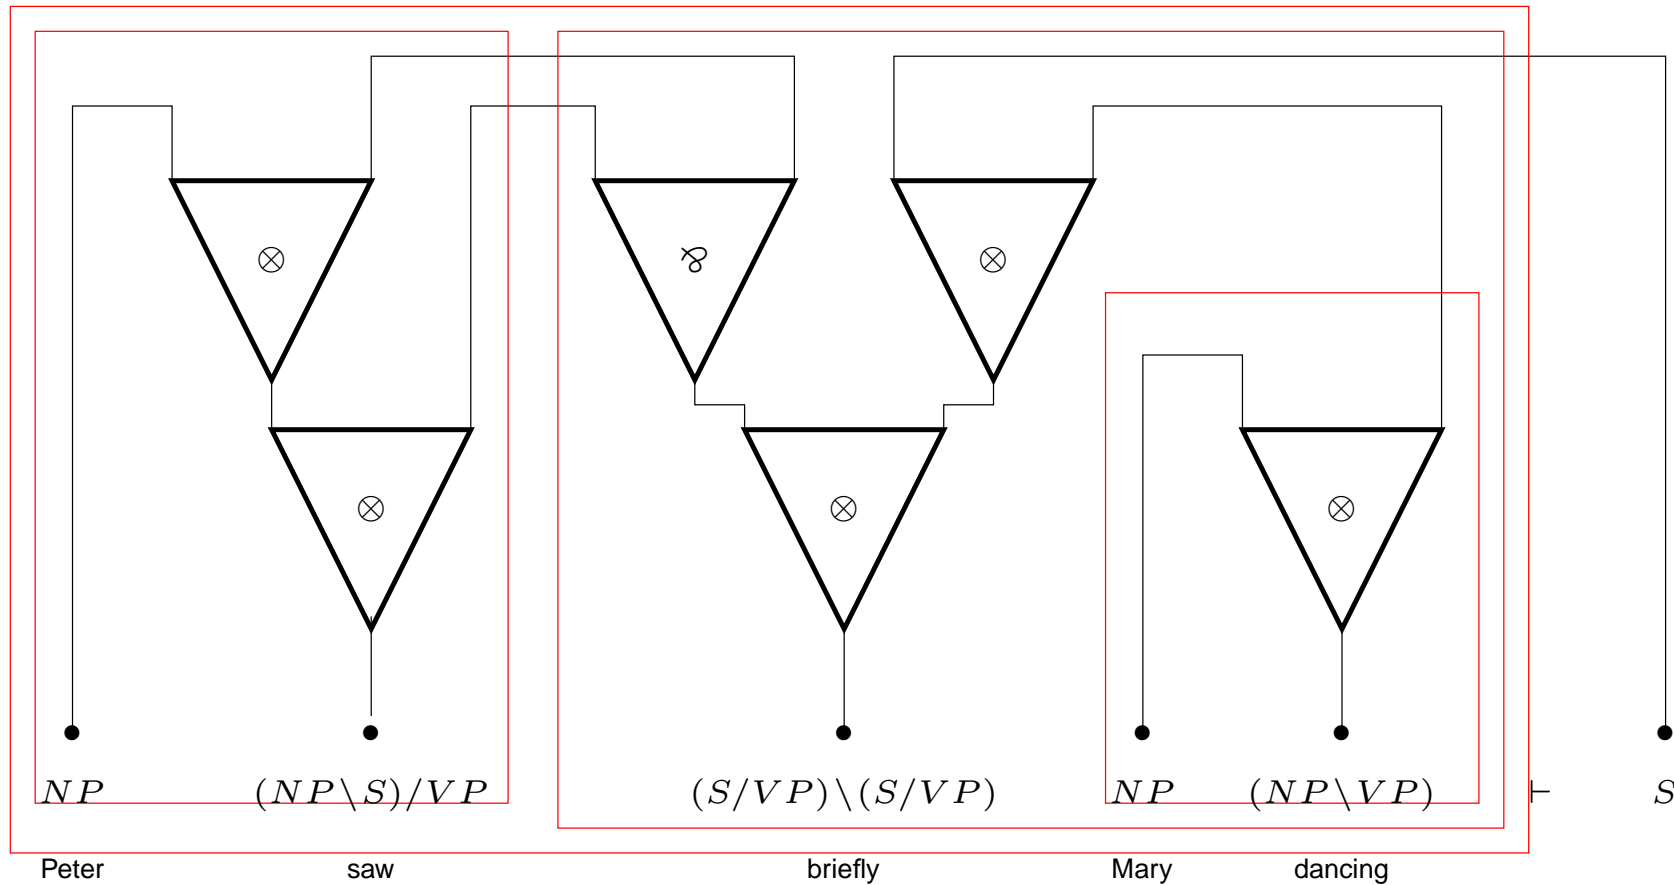 ⊗ ⅋ ⊗
⊗ ⊗ ⊗
NP (NP\S)/VP (S/VP)\(S/VP) NP (NP\VP) ⊢ S
Peter saw briefly Mary dancing